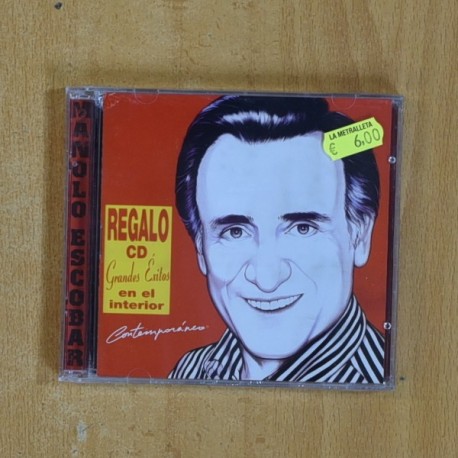 MANOLO ESCOBAR
LA METRALLETA
€ 6,00
REGALO
CD
Grandes Éxitos
en el
interior
Contemporáneo.